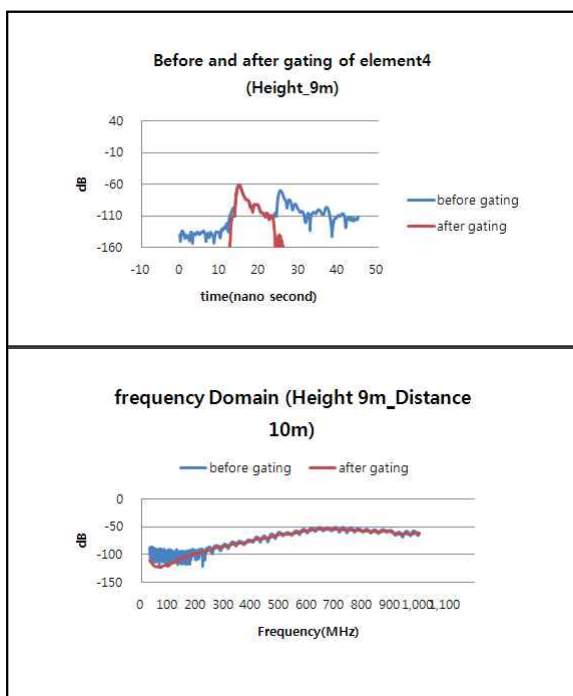 Before and after gating of element4
(Height_9m)
40
-10
-60
-110
-160
dB
-10 0 10 20 30 40 50
time(nano second)
before gating
after gating
frequency Domain (Height 9m_Distance
10m)
before gating after gating
0
-50
-100
-150
dB
0 100 200 300 400 500 600 700 800 900 1,000 1,100
Frequency(MHz)